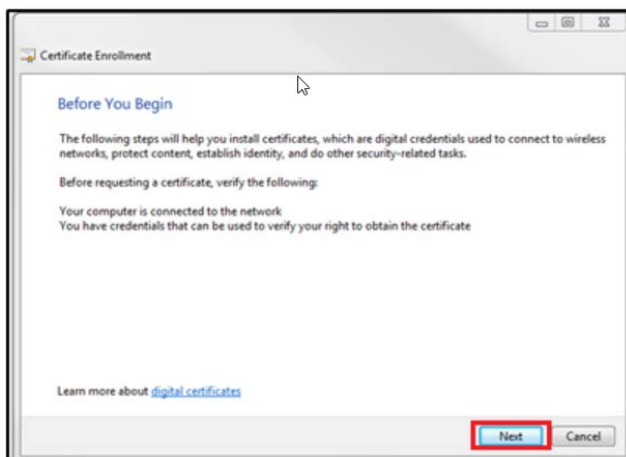 Certificate Enrollment
Before You Begin
The following steps will help you install certificates, which are digital credentials used to connect to wireless
networks, protect content, establish identity, and do other security-related tasks.
Before requesting a certificate, verify the following:
Your computer is connected to the network
You have credentials that can be used to verify your right to obtain the certificate
Learn more about digital certificates
Next Cancel